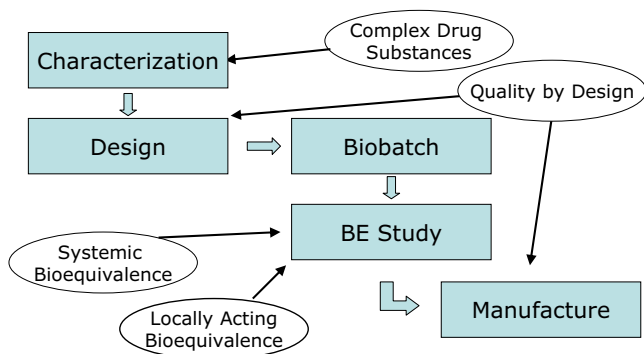 Complex Drug
Substances
Characterization
Quality by Design
Design
Biobatch
BE Study
Systemic
Bioequivalence
Manufacture
Locally Acting
Bioequivalence